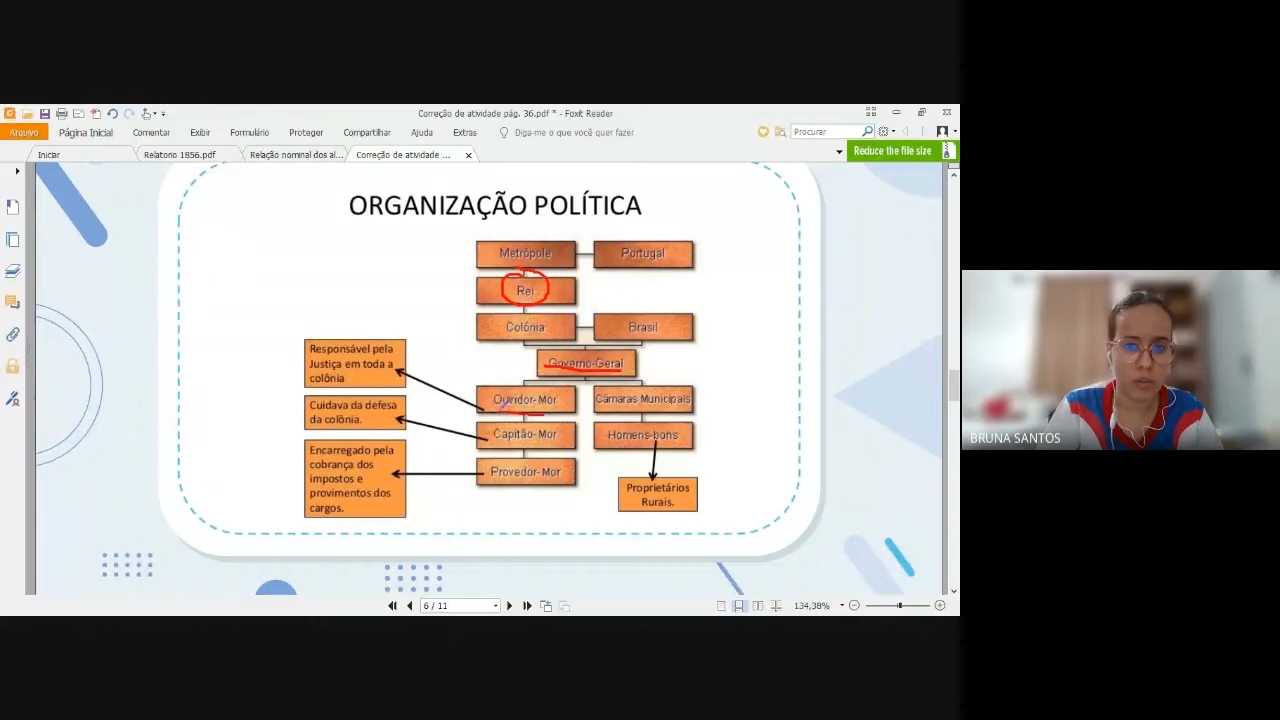 Correção de atividade pág. 36.pdf * - Foxit Reader
Arquivo
Página Inicial
Comentar
Exibir
Formulário
Proteger
Compartilhar
Ajuda
Extras
Diga-me o que você quer fazer
Procurar
Iniciar
Relatorio 1856.pdf
Relação nominal dos al...
Correção de atividade ...
Reduce the file size
ORGANIZAÇÃO POLÍTICA
Metrópole
Portugal
Rei
Colônia
Brasil
Governo-Geral
Responsável pela
Justiça em toda a
colônia
Ouvidor-Mor
Câmaras Municipais
Cuidava da defesa
da colônia.
Capitão-Mor
Homens-bons
Encarregado pela
cobrança dos
impostos e
provimentos dos
cargos.
Provedor-Mor
Proprietários
Rurais.
6 / 11
134,38%
BRUNA SANTOS